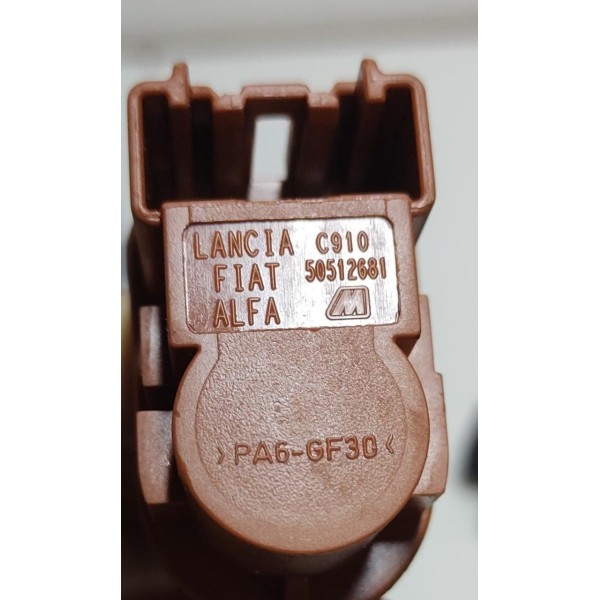 LANCIA C910
FIAT 50512681
ALFA M
>PA6-GF30<